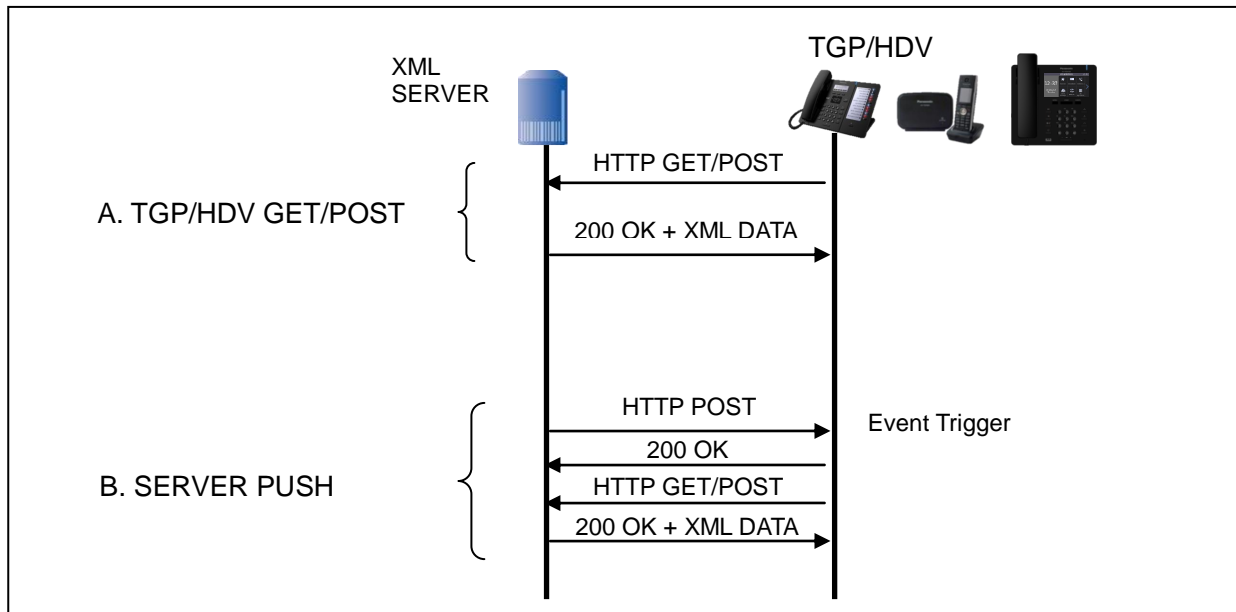 TGP/HDV
XML
SERVER
HTTP GET/POST
A. TGP/HDV GET/POST
200 OK + XML DATA
HTTP POST
Event Trigger
200 OK
B. SERVER PUSH
HTTP GET/POST
200 OK + XML DATA